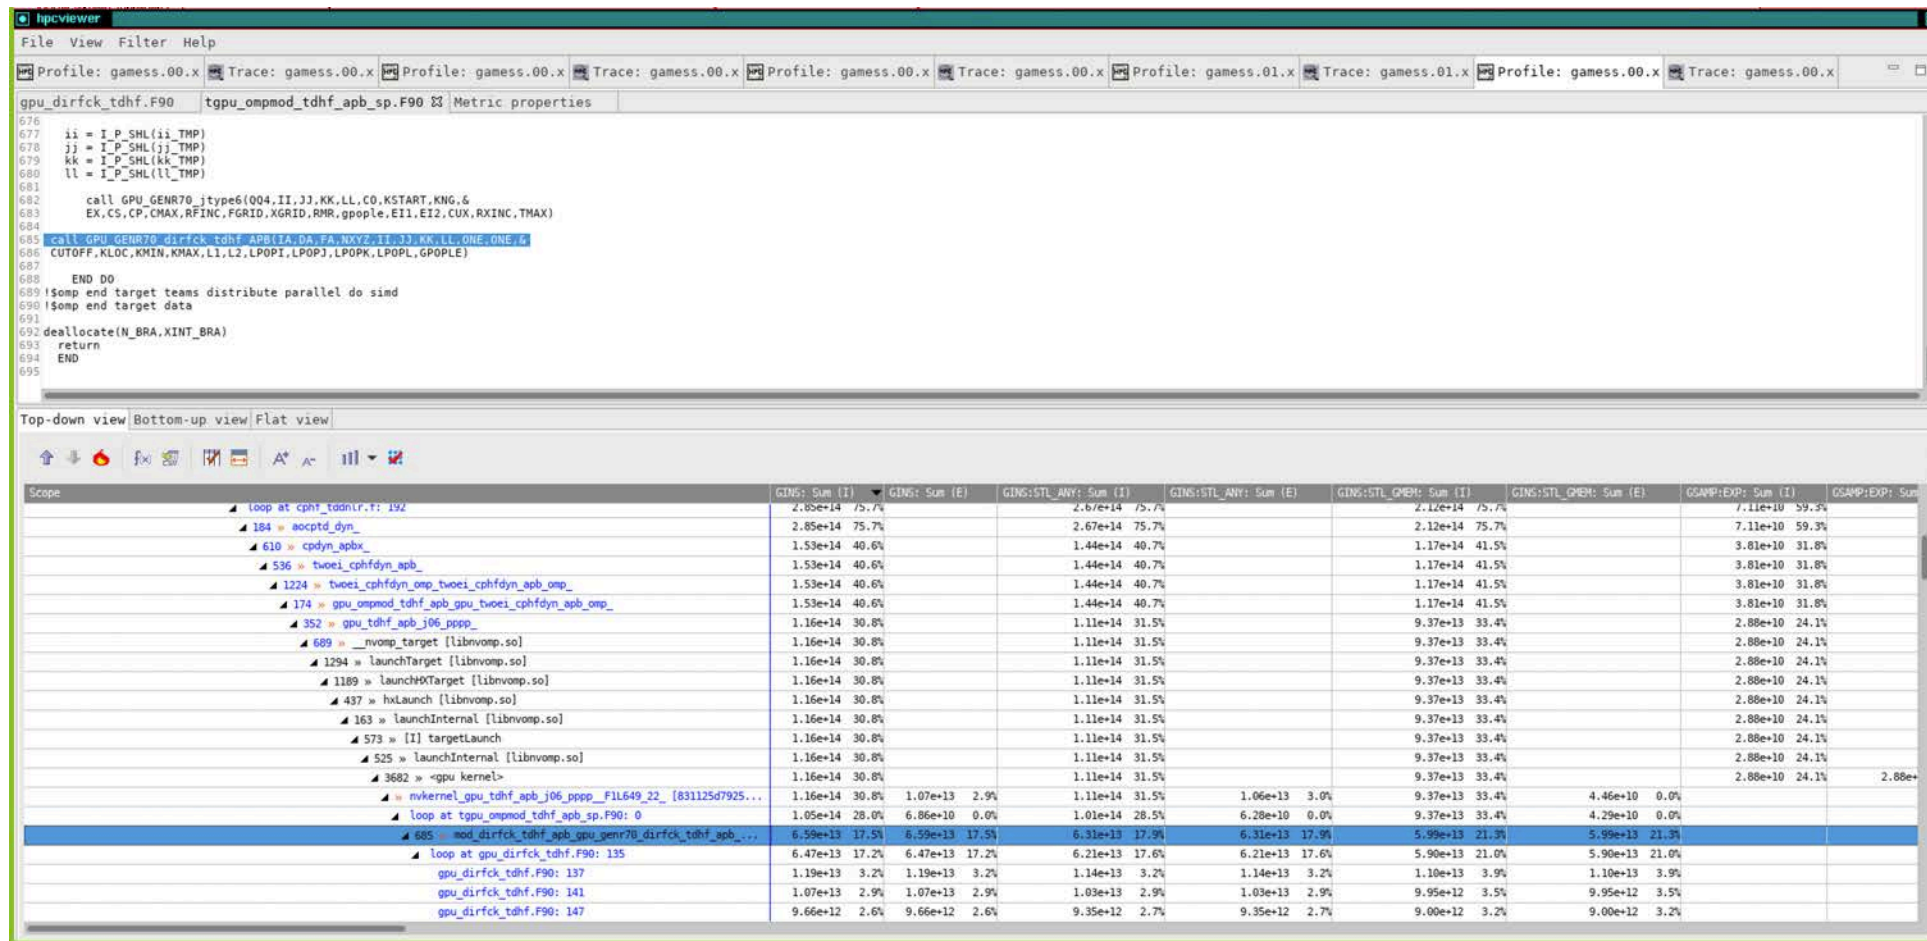 hpcviewer
File View Filter Help
Profile: gamess.00.x Trace: gamess.00.x Profile: gamess.00.x Trace: gamess.00.x Profile: gamess.00.x Trace: gamess.00.x Profile: gamess.01.x Trace: gamess.01.x Profile: gamess.00.x Trace: gamess.00.x
gpu_dirfck_tdhf.F90 tgpu_ompmod_tdhf_apb_sp.F90 Metric properties
676
677 ii = I_P_SHL(ii_TMP)
678 jj = I_P_SHL(jj_TMP)
679 kk = I_P_SHL(kk_TMP)
680 ll = I_P_SHL(ll_TMP)
681
682 call GPU_GENR70_jtype6(QQ4,II,JJ,KK,LL,CO,KSTART,KNG,&
683 EX,CS,CP,CMAX,RFINC,FGRID,XGRID,RMR,gpople,EI1,EI2,CUX,RXINC,TMAX)
684
685 call GPU_GENR70_dirfck_tdhf_APB(IA,DA,FA,NXYZ,II,JJ,KK,LL,ONE,ONE,&
686 CUTOFF,KLOC,KMIN,KMAX,L1,L2,LPOPI,LPOPJ,LPOPK,LPOPL,GPOPLE)
687
688 END DO
689 !$omp end target teams distribute parallel do simd
690 !$omp end target data
691
692 deallocate(N_BRA,XINT_BRA)
693 return
694 END
695
Top-down view Bottom-up view Flat view
Scope GINS: Sum (I) GINS: Sum (E) GINS:STL_ANY: Sum (I) GINS:STL_ANY: Sum (E) GINS:STL_GMEM: Sum (I) GINS:STL_GMEM: Sum (E) GSAMP:EXP: Sum (I) GSAMP:EXP: Sum
loop at cphf_tddnlr.f: 192 2.85e+14 75.7% 2.67e+14 75.7% 2.12e+14 75.7% 7.11e+10 59.3%
184 » aocptd_dyn_ 2.85e+14 75.7% 2.67e+14 75.7% 2.12e+14 75.7% 7.11e+10 59.3%
610 » cpdyn_apbx_ 1.53e+14 40.6% 1.44e+14 40.7% 1.17e+14 41.5% 3.81e+10 31.8%
536 » twoei_cphfdyn_apb_ 1.53e+14 40.6% 1.44e+14 40.7% 1.17e+14 41.5% 3.81e+10 31.8%
1224 » twoei_cphfdyn_omp_twoei_cphfdyn_apb_omp_ 1.53e+14 40.6% 1.44e+14 40.7% 1.17e+14 41.5% 3.81e+10 31.8%
174 » gpu_ompmod_tdhf_apb_gpu_twoei_cphfdyn_apb_omp_ 1.53e+14 40.6% 1.44e+14 40.7% 1.17e+14 41.5% 3.81e+10 31.8%
352 » gpu_tdhf_apb_j06_pppp_ 1.16e+14 30.8% 1.11e+14 31.5% 9.37e+13 33.4% 2.88e+10 24.1%
689 » __nvomp_target [libnvomp.so] 1.16e+14 30.8% 1.11e+14 31.5% 9.37e+13 33.4% 2.88e+10 24.1%
1294 » launchTarget [libnvomp.so] 1.16e+14 30.8% 1.11e+14 31.5% 9.37e+13 33.4% 2.88e+10 24.1%
1189 » launchHXTarget [libnvomp.so] 1.16e+14 30.8% 1.11e+14 31.5% 9.37e+13 33.4% 2.88e+10 24.1%
437 » hxLaunch [libnvomp.so] 1.16e+14 30.8% 1.11e+14 31.5% 9.37e+13 33.4% 2.88e+10 24.1%
163 » launchInternal [libnvomp.so] 1.16e+14 30.8% 1.11e+14 31.5% 9.37e+13 33.4% 2.88e+10 24.1%
573 » [I] targetLaunch 1.16e+14 30.8% 1.11e+14 31.5% 9.37e+13 33.4% 2.88e+10 24.1%
525 » launchInternal [libnvomp.so] 1.16e+14 30.8% 1.11e+14 31.5% 9.37e+13 33.4% 2.88e+10 24.1%
3682 » <gpu kernel> 1.16e+14 30.8% 1.11e+14 31.5% 9.37e+13 33.4% 2.88e+10 24.1% 2.88e+
» nvkernel_gpu_tdhf_apb_j06_pppp__F1L649_22_ [831125d7925... 1.16e+14 30.8% 1.07e+13 2.9% 1.11e+14 31.5% 1.06e+13 3.0% 9.37e+13 33.4% 4.46e+10 0.0%
loop at tgpu_ompmod_tdhf_apb_sp.F90: 0 1.05e+14 28.0% 6.86e+10 0.0% 1.01e+14 28.5% 6.28e+10 0.0% 9.37e+13 33.4% 4.29e+10 0.0%
685 » mod_dirfck_tdhf_apb_gpu_genr70_dirfck_tdhf_apb_... 6.59e+13 17.5% 6.59e+13 17.5% 6.31e+13 17.9% 6.31e+13 17.9% 5.99e+13 21.3% 5.99e+13 21.3%
loop at gpu_dirfck_tdhf.F90: 135 6.47e+13 17.2% 6.47e+13 17.2% 6.21e+13 17.6% 6.21e+13 17.6% 5.90e+13 21.0% 5.90e+13 21.0%
gpu_dirfck_tdhf.F90: 137 1.19e+13 3.2% 1.19e+13 3.2% 1.14e+13 3.2% 1.14e+13 3.2% 1.10e+13 3.9% 1.10e+13 3.9%
gpu_dirfck_tdhf.F90: 141 1.07e+13 2.9% 1.07e+13 2.9% 1.03e+13 2.9% 1.03e+13 2.9% 9.95e+12 3.5% 9.95e+12 3.5%
gpu_dirfck_tdhf.F90: 147 9.66e+12 2.6% 9.66e+12 2.6% 9.35e+12 2.7% 9.35e+12 2.7% 9.00e+12 3.2% 9.00e+12 3.2%